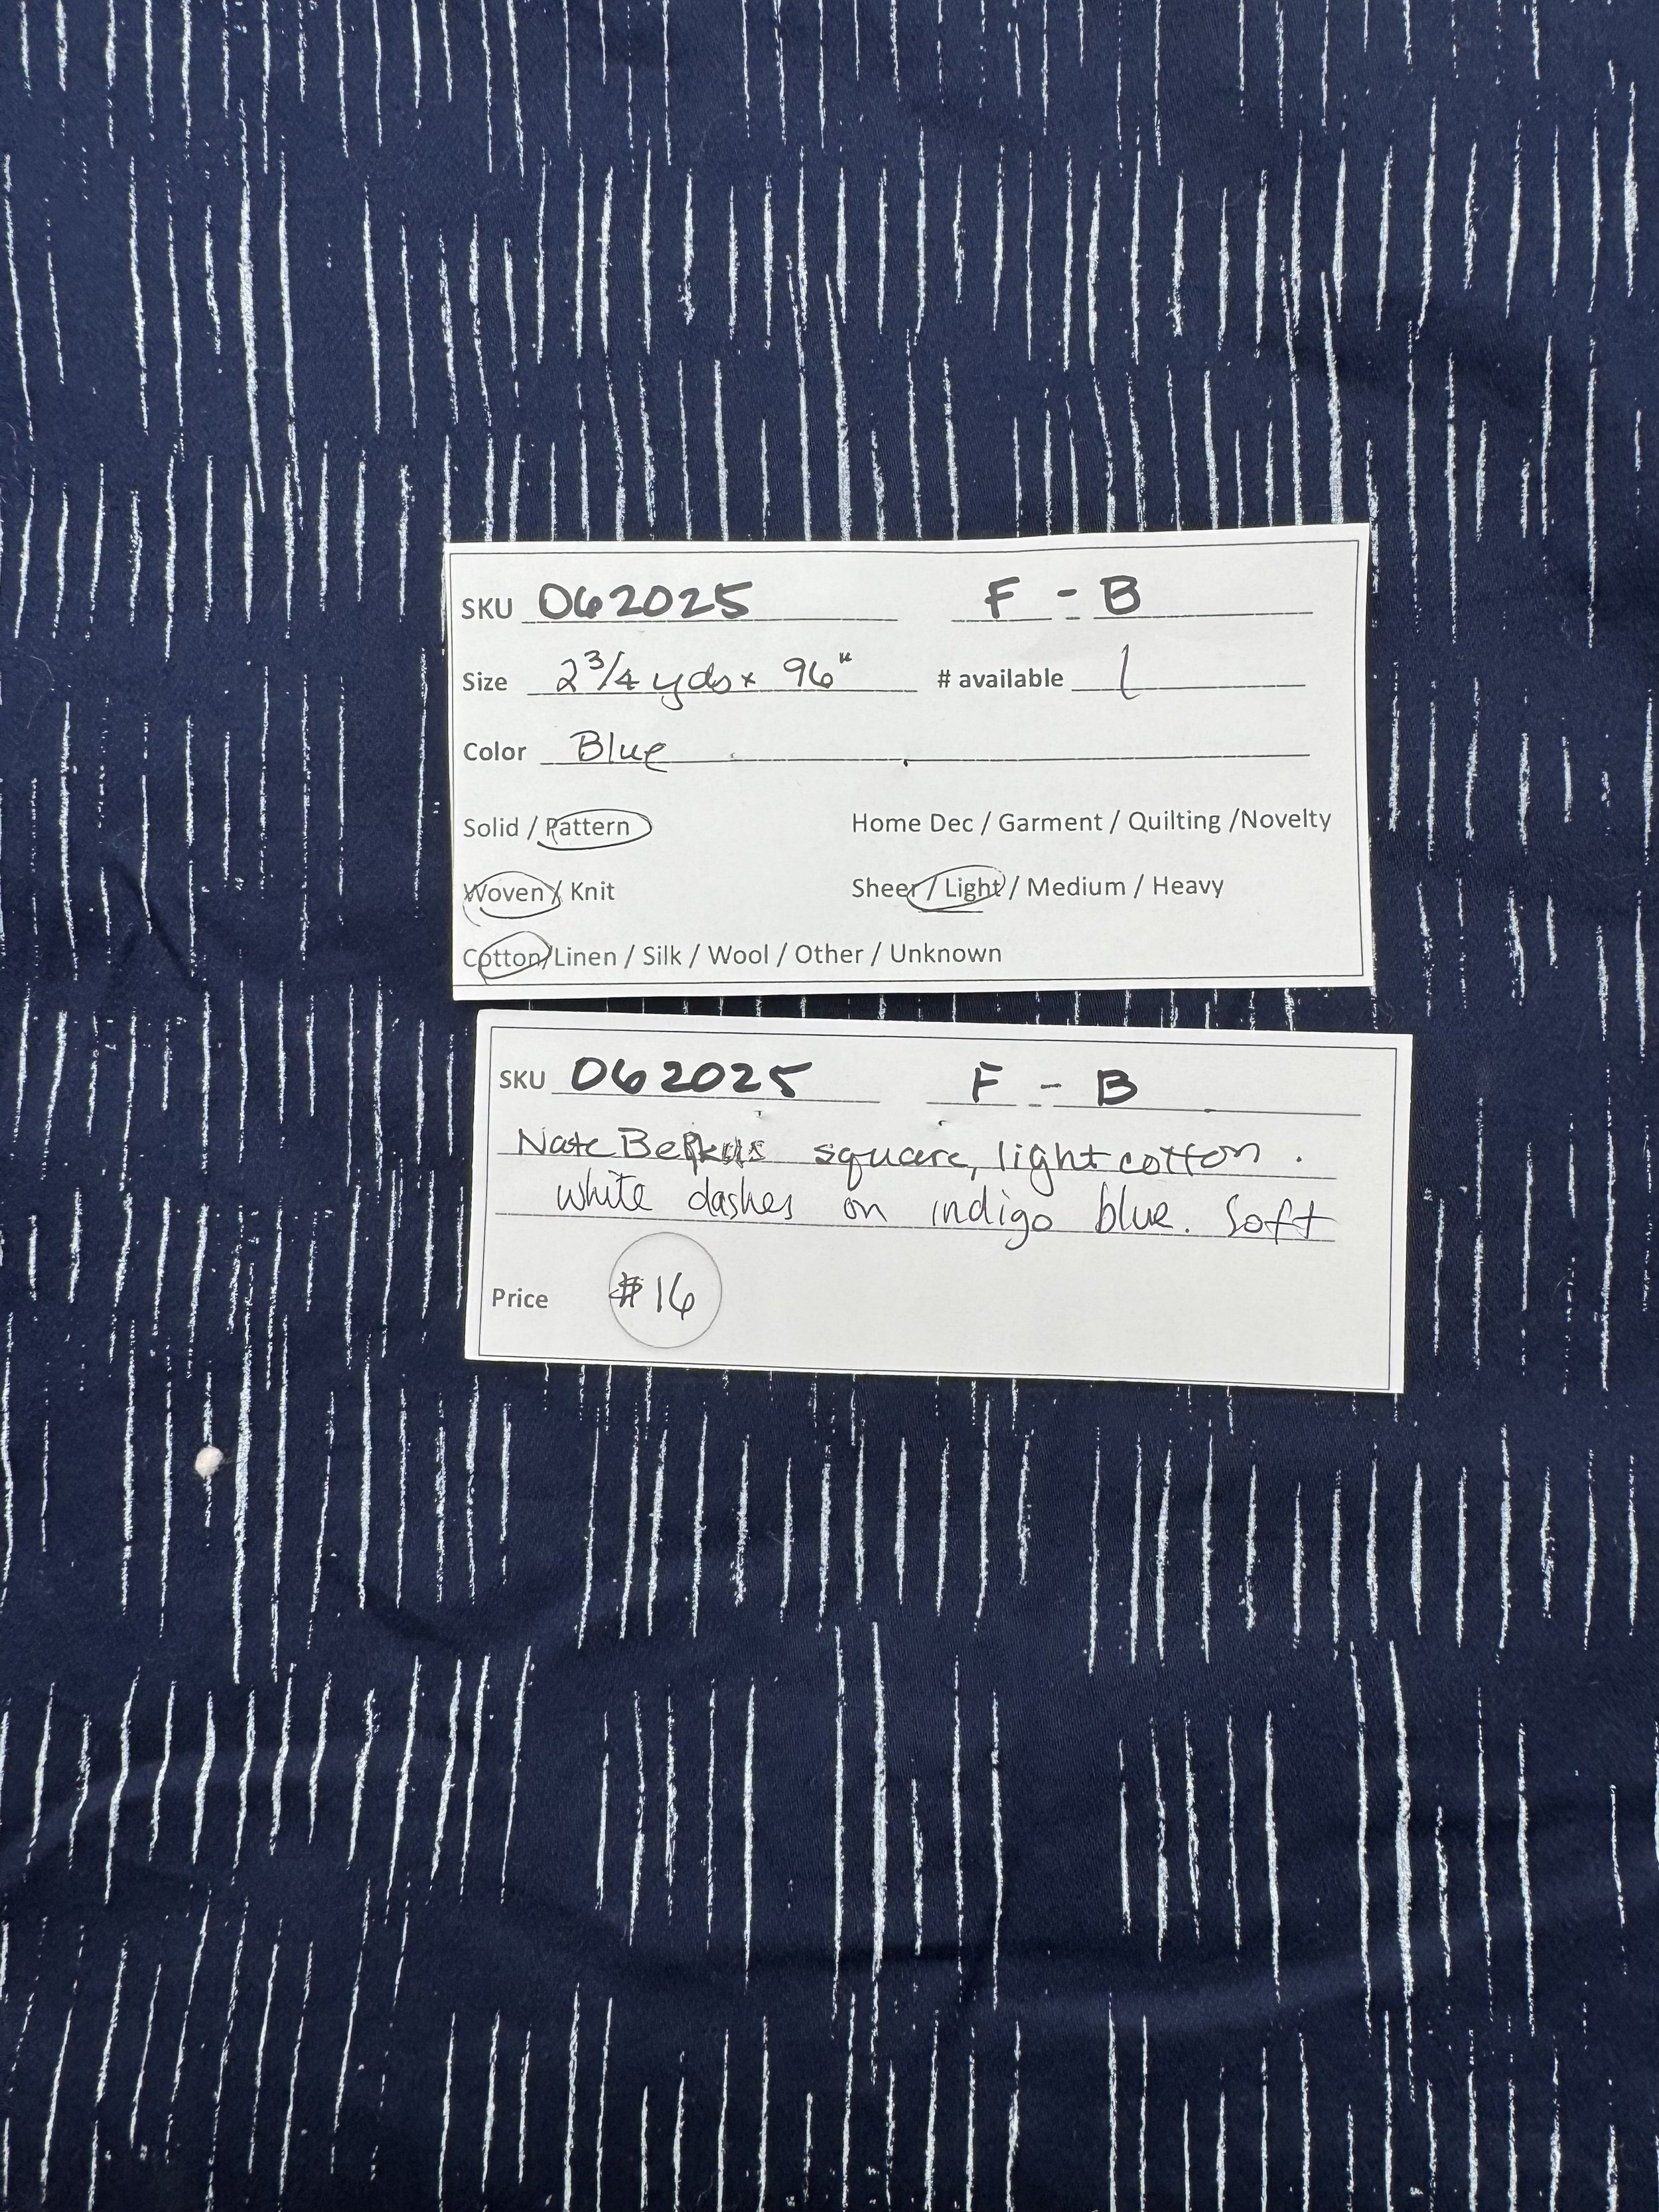 SKU 062025 F - B
Size 2 3/4 yds x 96" # available 1
Color Blue
Solid / Pattern Home Dec / Garment / Quilting /Novelty
Woven / Knit Sheer / Light / Medium / Heavy
Cotton/Linen / Silk / Wool / Other / Unknown
SKU 062025 F - B
Nate Berkus square, light cotton.
white dashes on indigo blue. Soft
Price $16